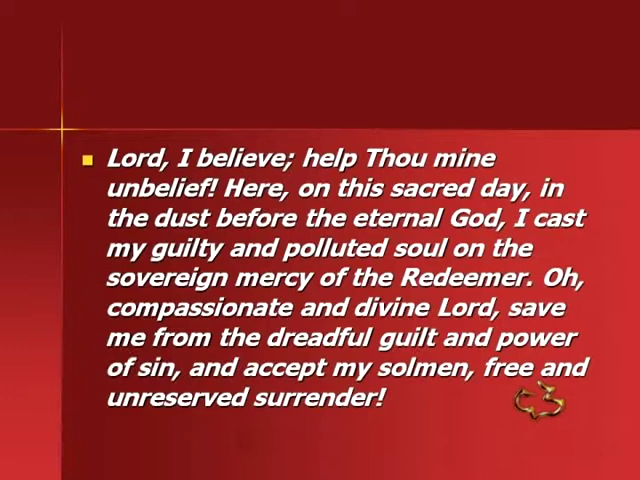 Lord, I believe; help Thou mine
unbelief! Here, on this sacred day, in
the dust before the eternal God, I cast
my guilty and polluted soul on the
sovereign mercy of the Redeemer. Oh,
compassionate and divine Lord, save
me from the dreadful guilt and power
of sin, and accept my solmen, free and
unreserved surrender!